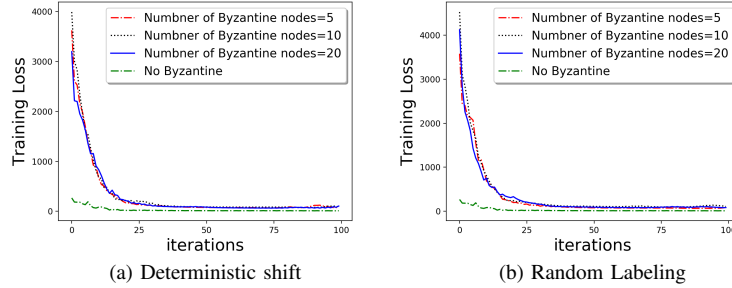 4000
3000
2000
1000
0
Training Loss
Numbner of Byzantine nodes=5
Numbner of Byzantine nodes=10
Numbner of Byzantine nodes=20
No Byzantine
0
25
50
75
100
iterations
(a) Deterministic shift
4000
3000
2000
1000
0
Training Loss
Numbner of Byzantine nodes=5
Numbner of Byzantine nodes=10
Numbner of Byzantine nodes=20
No Byzantine
0
25
50
75
100
iterations
(b) Random Labeling